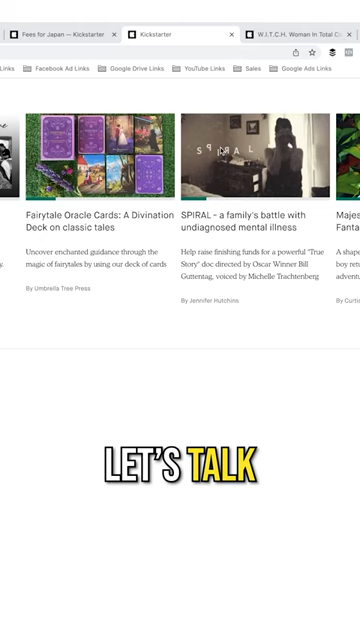 Fees for Japan — Kickstarter
Kickstarter
W.I.T.C.H. Woman In Total C
Links
Facebook Ad Links
Google Drive Links
YouTube Links
Sales
Google Ads Links
SPIRAL
Fairytale Oracle Cards: A Divination
Deck on classic tales
SPIRAL - a family's battle with
undiagnosed mental illness
Majes
Fanta
y.
Uncover enchanted guidance through the
magic of fairytales by using our deck of cards
Help raise finishing funds for a powerful "True
Story" doc directed by Oscar Winner Bill
Guttentag, voiced by Michelle Trachtenberg
A shape
boy ret
advent
By Umbrella Tree Press
By Jennifer Hutchins
By Curti
LET'S TALK